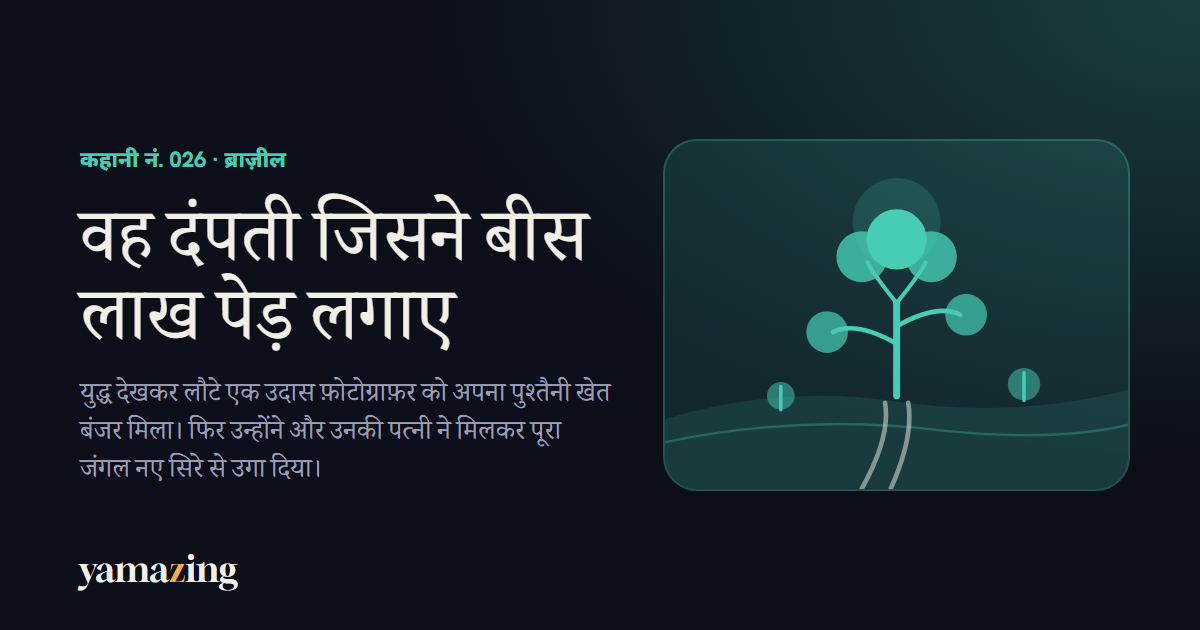 कहानी नं. 026 · ब्राज़ील
वह दंपती जिसने बीस
लाख पेड़ लगाए
युद्ध देखकर लौटे एक उदास फ़ोटोग्राफ़र को अपना पुश्तैनी खेत
बंजर मिला। फिर उन्होंने और उनकी पत्नी ने मिलकर पूरा
जंगल नए सिरे से उगा दिया।
yamazing